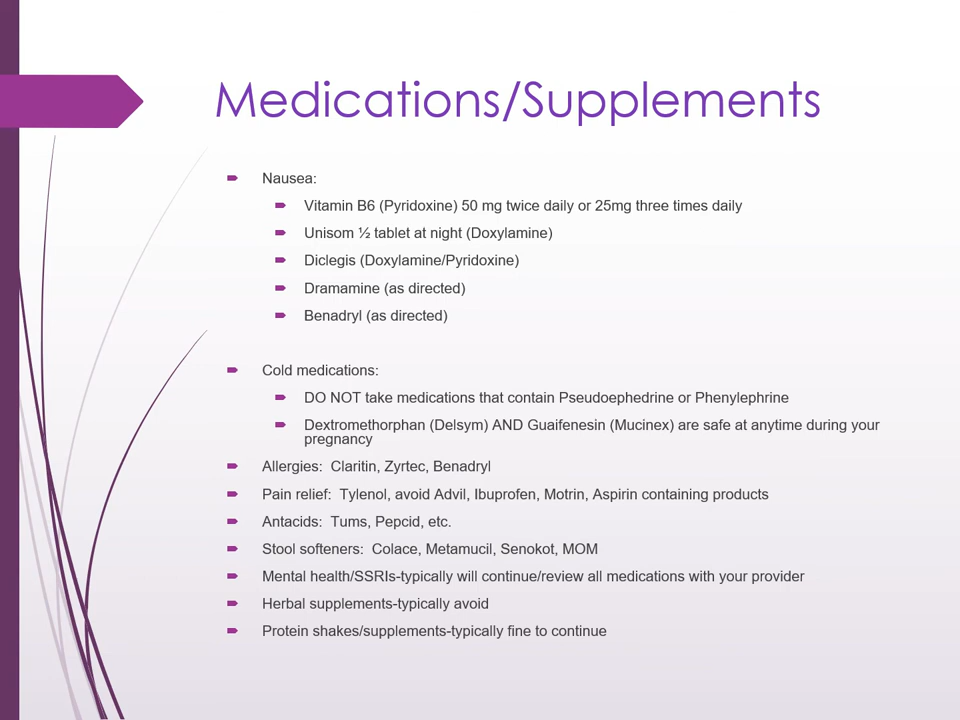 Medications/Supplements
Nausea:
Vitamin B6 (Pyridoxine) 50 mg twice daily or 25mg three times daily
Unisom ½ tablet at night (Doxylamine)
Diclegis (Doxylamine/Pyridoxine)
Dramamine (as directed)
Benadryl (as directed)
Cold medications:
DO NOT take medications that contain Pseudoephedrine or Phenylephrine
Dextromethorphan (Delsym) AND Guaifenesin (Mucinex) are safe at anytime during your
pregnancy
Allergies:  Claritin, Zyrtec, Benadryl
Pain relief:  Tylenol, avoid Advil, Ibuprofen, Motrin, Aspirin containing products
Antacids:  Tums, Pepcid, etc.
Stool softeners:  Colace, Metamucil, Senokot, MOM
Mental health/SSRIs-typically will continue/review all medications with your provider
Herbal supplements-typically avoid
Protein shakes/supplements-typically fine to continue